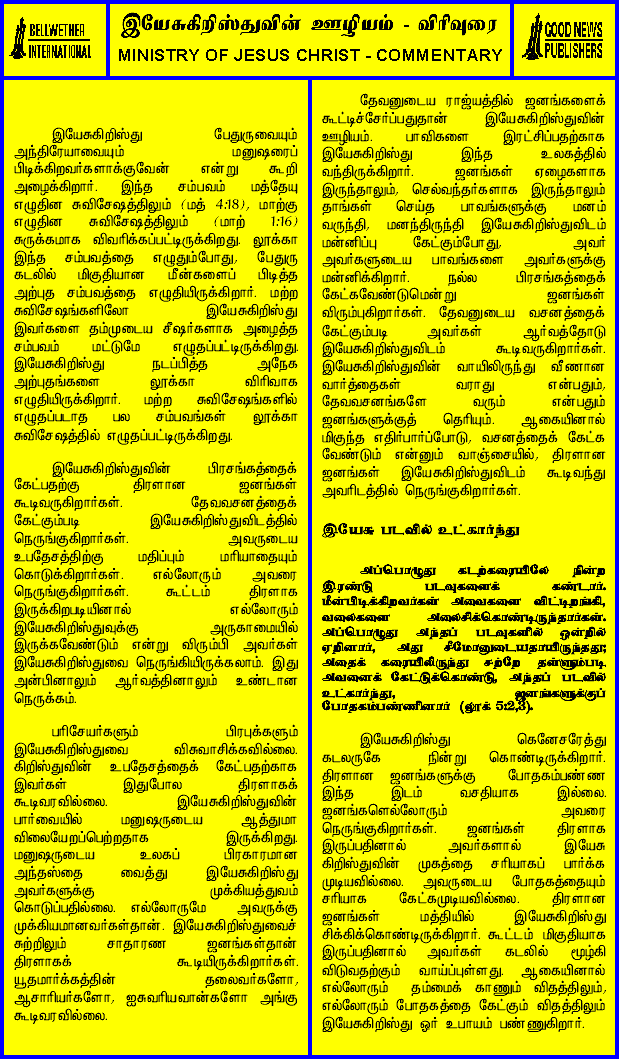 BELLWETHER
INTERNATIONAL
இயேசுகிறிஸ்துவின் ஊழியம் - விரிவுரை
MINISTRY OF JESUS CHRIST - COMMENTARY
GOOD NEWS
PUBLISHERS
இயேசுகிறிஸ்து பேதுருவையும்
அந்திரேயாவையும் மனுஷரைப்
பிடிக்கிறவர்களாக்குவேன் என்று கூறி
அழைக்கிறார். இந்த சம்பவம் மத்தேயு
எழுதின சுவிசேஷத்திலும் (மத் 4:18), மாற்கு
எழுதின சுவிசேஷத்திலும் (மாற் 1:16)
சுருக்கமாக விவரிக்கப்பட்டிருக்கிறது. லூக்கா
இந்த சம்பவத்தை எழுதும்போது, பேதுரு
கடலில் மிகுதியான மீன்களைப் பிடித்த
அற்புத சம்பவத்தை எழுதியிருக்கிறார். மற்ற
சுவிசேஷங்களிலோ இயேசுகிறிஸ்து
இவர்களை தம்முடைய சீஷர்களாக அழைத்த
சம்பவம் மட்டுமே எழுதப்பட்டிருக்கிறது.
இயேசுகிறிஸ்து நடப்பித்த அநேக
அற்புதங்களை லூக்கா விரிவாக
எழுதியிருக்கிறார். மற்ற சுவிசேஷங்களில்
எழுதப்படாத பல சம்பவங்கள் லூக்கா
சுவிசேஷத்தில் எழுதப்பட்டிருக்கிறது.
இயேசுகிறிஸ்துவின் பிரசங்கத்தைக்
கேட்பதற்கு திரளான ஜனங்கள்
கூடிவருகிறார்கள். தேவவசனத்தைக்
கேட்கும்படி இயேசுகிறிஸ்துவிடத்தில்
நெருங்குகிறார்கள். அவருடைய
உபதேசத்திற்கு மதிப்பும் மரியாதையும்
கொடுக்கிறார்கள். எல்லோரும் அவரை
நெருங்குகிறார்கள். கூட்டம் திரளாக
இருக்கிறபடியினால் எல்லோரும்
இயேசுகிறிஸ்துவுக்கு அருகாமையில்
இருக்கவேண்டும் என்று விரும்பி அவர்கள்
இயேசுகிறிஸ்துவை நெருங்கியிருக்கலாம். இது
அன்பினாலும் ஆர்வத்தினாலும் உண்டான
நெருக்கம்.
பரிசேயர்களும் பிரபுக்களும்
இயேசுகிறிஸ்துவை விசுவாசிக்கவில்லை.
கிறிஸ்துவின் உபதேசத்தைக் கேட்பதற்காக
இவர்கள் இதுபோல திரளாகக்
கூடிவரவில்லை. இயேசுகிறிஸ்துவின்
பார்வையில் மனுஷருடைய ஆத்துமா
விலையேறப்பெற்றதாக இருக்கிறது.
மனுஷருடைய உலகப் பிரகாரமான
அந்தஸ்தை வைத்து இயேசுகிறிஸ்து
அவர்களுக்கு முக்கியத்துவம்
கொடுப்பதில்லை. எல்லோருமே அவருக்கு
முக்கியமானவர்கள்தான். இயேசுகிறிஸ்துவைச்
சுற்றிலும் சாதாரண ஜனங்கள்தான்
திரளாகக் கூடியிருக்கிறார்கள்.
யூதமார்க்கத்தின் தலைவர்களோ,
ஆசாரியர்களோ, ஐசுவரியவான்களோ அங்கு
கூடிவரவில்லை.
தேவனுடைய ராஜ்யத்தில் ஜனங்களைக்
கூட்டிச்சேர்ப்பதுதான் இயேசுகிறிஸ்துவின்
ஊழியம். பாவிகளை இரட்சிப்பதற்காக
இயேசுகிறிஸ்து இந்த உலகத்தில்
வந்திருக்கிறார். ஜனங்கள் ஏழைகளாக
இருந்தாலும், செல்வந்தர்களாக இருந்தாலும்
தாங்கள் செய்த பாவங்களுக்கு மனம்
வருந்தி, மனந்திருந்தி இயேசுகிறிஸ்துவிடம்
மன்னிப்பு கேட்கும்போது, அவர்
அவர்களுடைய பாவங்களை அவர்களுக்கு
மன்னிக்கிறார். நல்ல பிரசங்கத்தைக்
கேட்கவேண்டுமென்று ஜனங்கள்
விரும்புகிறார்கள். தேவனுடைய வசனத்தைக்
கேட்கும்படி அவர்கள் ஆர்வத்தோடு
இயேசுகிறிஸ்துவிடம் கூடிவருகிறார்கள்.
இயேசுகிறிஸ்துவின் வாயிலிருந்து வீணான
வார்த்தைகள் வராது என்பதும்,
தேவவசனங்களே வரும் என்பதும்
ஜனங்களுக்குத் தெரியும். ஆகையினால்
மிகுந்த எதிர்பார்ப்போடு, வசனத்தைக் கேட்க
வேண்டும் என்னும் வாஞ்சையில், திரளான
ஜனங்கள் இயேசுகிறிஸ்துவிடம் கூடிவந்து
அவரிடத்தில் நெருங்குகிறார்கள்.
இயேசு படவில் உட்கார்ந்து
அப்பொழுது கடற்கரையிலே நின்ற
இரண்டு படவுகளைக் கண்டார்.
மீன்பிடிக்கிறவர்கள் அவைகளை விட்டிறங்கி,
வலைகளை அலைசிக்கொண்டிருந்தார்கள்.
அப்பொழுது அந்தப் படவுகளில் ஒன்றில்
ஏறினார், அது சீமோனுடையதாயிருந்தது;
அதைக் கரையிலிருந்து சற்றே தள்ளும்படி
அவனைக் கேட்டுக்கொண்டு, அந்தப் படவில்
உட்கார்ந்து, ஜனங்களுக்குப்
போதகம்பண்ணினார் (லூக் 5:2,3).
இயேசுகிறிஸ்து கெனேசரேத்து
கடலருகே நின்று கொண்டிருக்கிறார்.
திரளான ஜனங்களுக்கு போதகம்பண்ண
இந்த இடம் வசதியாக இல்லை.
ஜனங்களெல்லோரும் அவரை
நெருங்குகிறார்கள். ஜனங்கள் திரளாக
இருப்பதினால் அவர்களால் இயேசு
கிறிஸ்துவின் முகத்தை சரியாகப் பார்க்க
முடியவில்லை. அவருடைய போதகத்தையும்
சரியாக கேட்கமுடியவில்லை. திரளான
ஜனங்கள் மத்தியில் இயேசுகிறிஸ்து
சிக்கிக்கொண்டிருக்கிறார். கூட்டம் மிகுதியாக
இருப்பதினால் அவர்கள் கடலில் மூழ்கி
விடுவதற்கும் வாய்ப்புள்ளது. ஆகையினால்
எல்லோரும் தம்மைக் காணும் விதத்திலும்,
எல்லோரும் போதகத்தை கேட்கும் விதத்திலும்
இயேசுகிறிஸ்து ஓர் உபாயம் பண்ணுகிறார்.